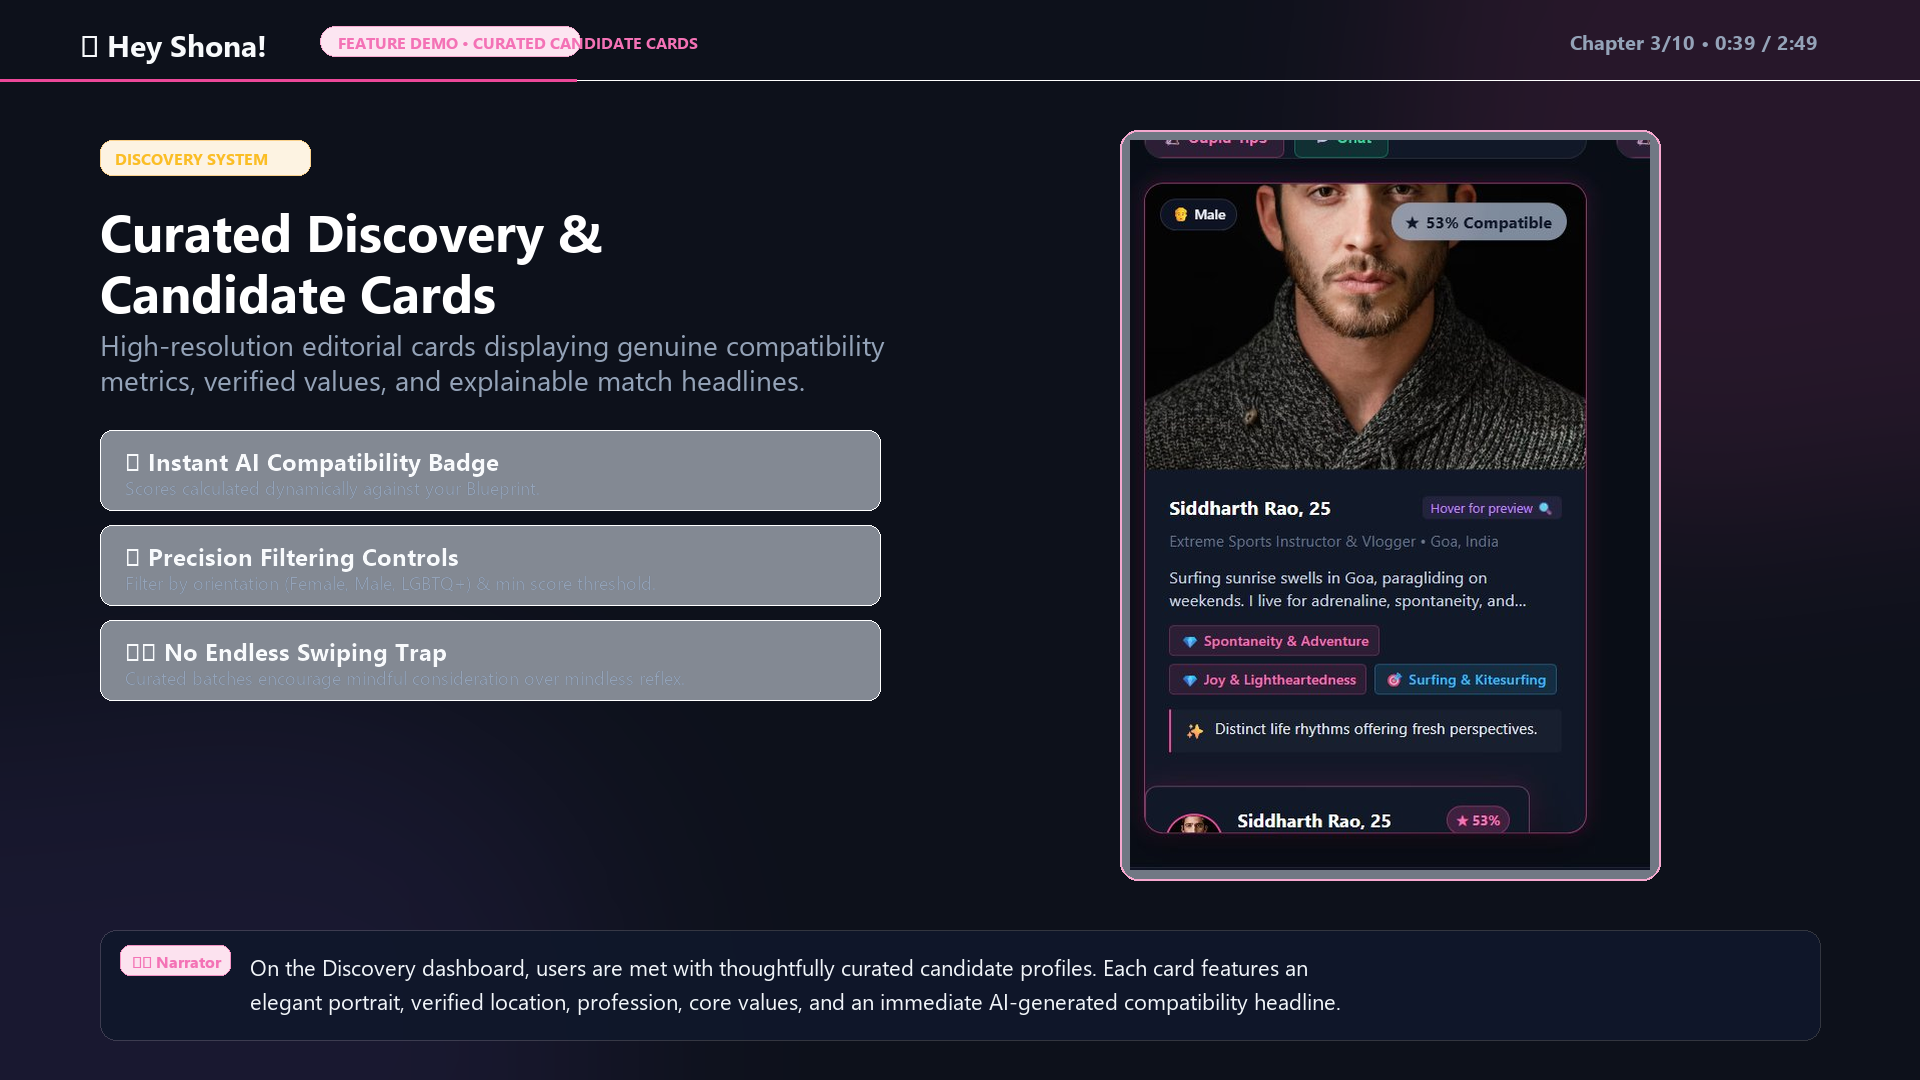 Hey Shona!
FEATURE DEMO • CURATED CANDIDATE CARDS
Chapter 3/10 • 0:39 / 2:49
DISCOVERY SYSTEM
Curated Discovery &
Candidate Cards
High-resolution editorial cards displaying genuine compatibility
metrics, verified values, and explainable match headlines.
Instant AI Compatibility Badge
Scores calculated dynamically against your Blueprint.
Precision Filtering Controls
Filter by orientation (Female, Male, LGBTQ+) & min score threshold.
No Endless Swiping Trap
Curated batches encourage mindful consideration over mindless reflex.
Cupid Tips
Chat
Male
★ 53% Compatible
Siddharth Rao, 25
Hover for preview
Extreme Sports Instructor & Vlogger • Goa, India
Surfing sunrise swells in Goa, paragliding on
weekends. I live for adrenaline, spontaneity, and...
Spontaneity & Adventure
Joy & Lightheartedness
Surfing & Kitesurfing
Distinct life rhythms offering fresh perspectives.
Siddharth Rao, 25
★ 53%
Narrator
On the Discovery dashboard, users are met with thoughtfully curated candidate profiles. Each card features an
elegant portrait, verified location, profession, core values, and an immediate AI-generated compatibility headline.